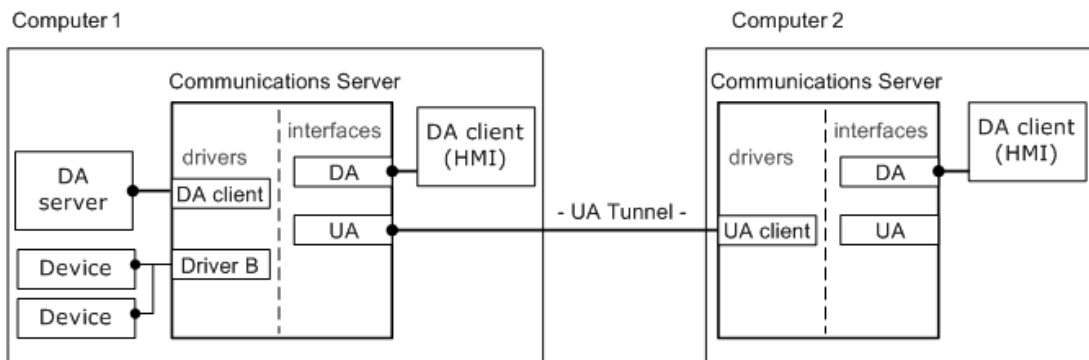 Computer 1
Computer 2
Communications Server
Communications Server
interfaces
DA client
(HMI)
interfaces
DA client
(HMI)
drivers
DA
drivers
DA
DA
server
DA client
- UA Tunnel -
UA
UA client
UA
Device
Driver B
Device